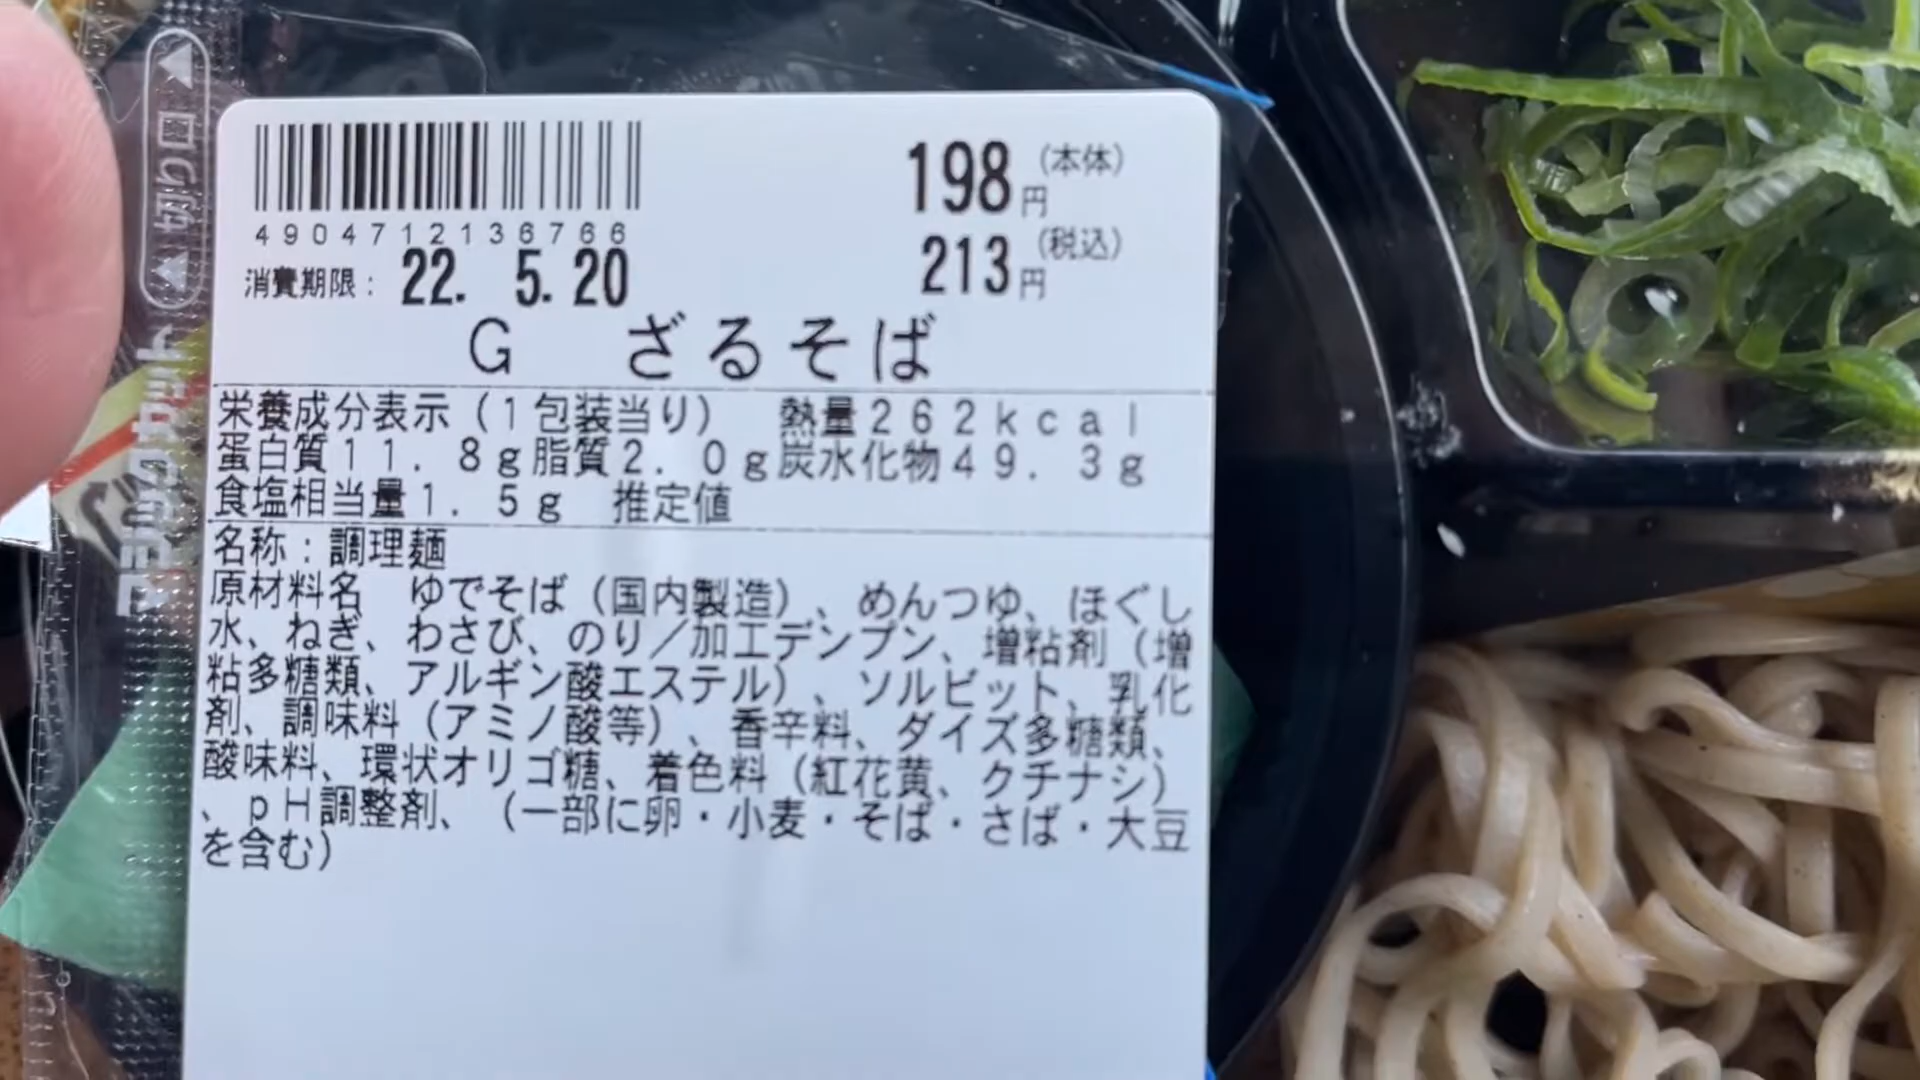 4904712136766
198円(本体)
消費期限: 22. 5. 20
213円(税込)
G ざるそば
栄養成分表示(1包装当り) 熱量262kcal
蛋白質11.8g脂質2.0g炭水化物49.3g
食塩相当量1.5g 推定値
名称:調理麺
原材料名 ゆでそば(国内製造)、めんつゆ、ほぐし
水、ねぎ、わさび、のり/加工デンプン、増粘剤(増
粘多糖類、アルギン酸エステル)、ソルビット、乳化
剤、調味料(アミノ酸等)、香辛料、ダイズ多糖類、
酸味料、環状オリゴ糖、着色料(紅花黄、クチナシ)
、pH調整剤、(一部に卵・小麦・そば・さば・大豆
を含む)